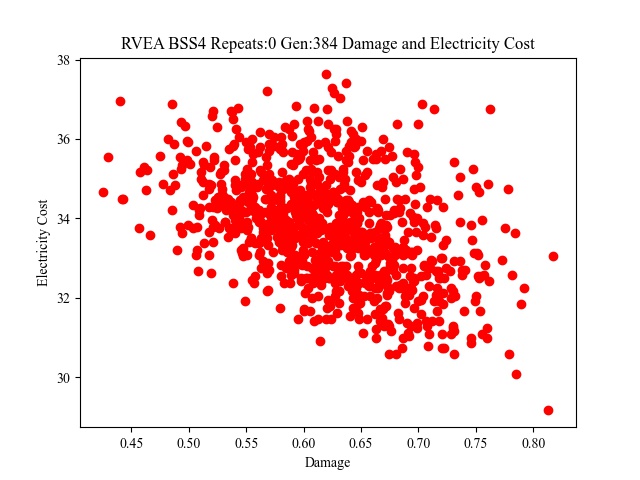 RVEA BSS4 Repeats:0 Gen:384 Damage and Electricity Cost
38
36
34
32
30
Electricity Cost
0.45 0.50 0.55 0.60 0.65 0.70 0.75 0.80
Damage